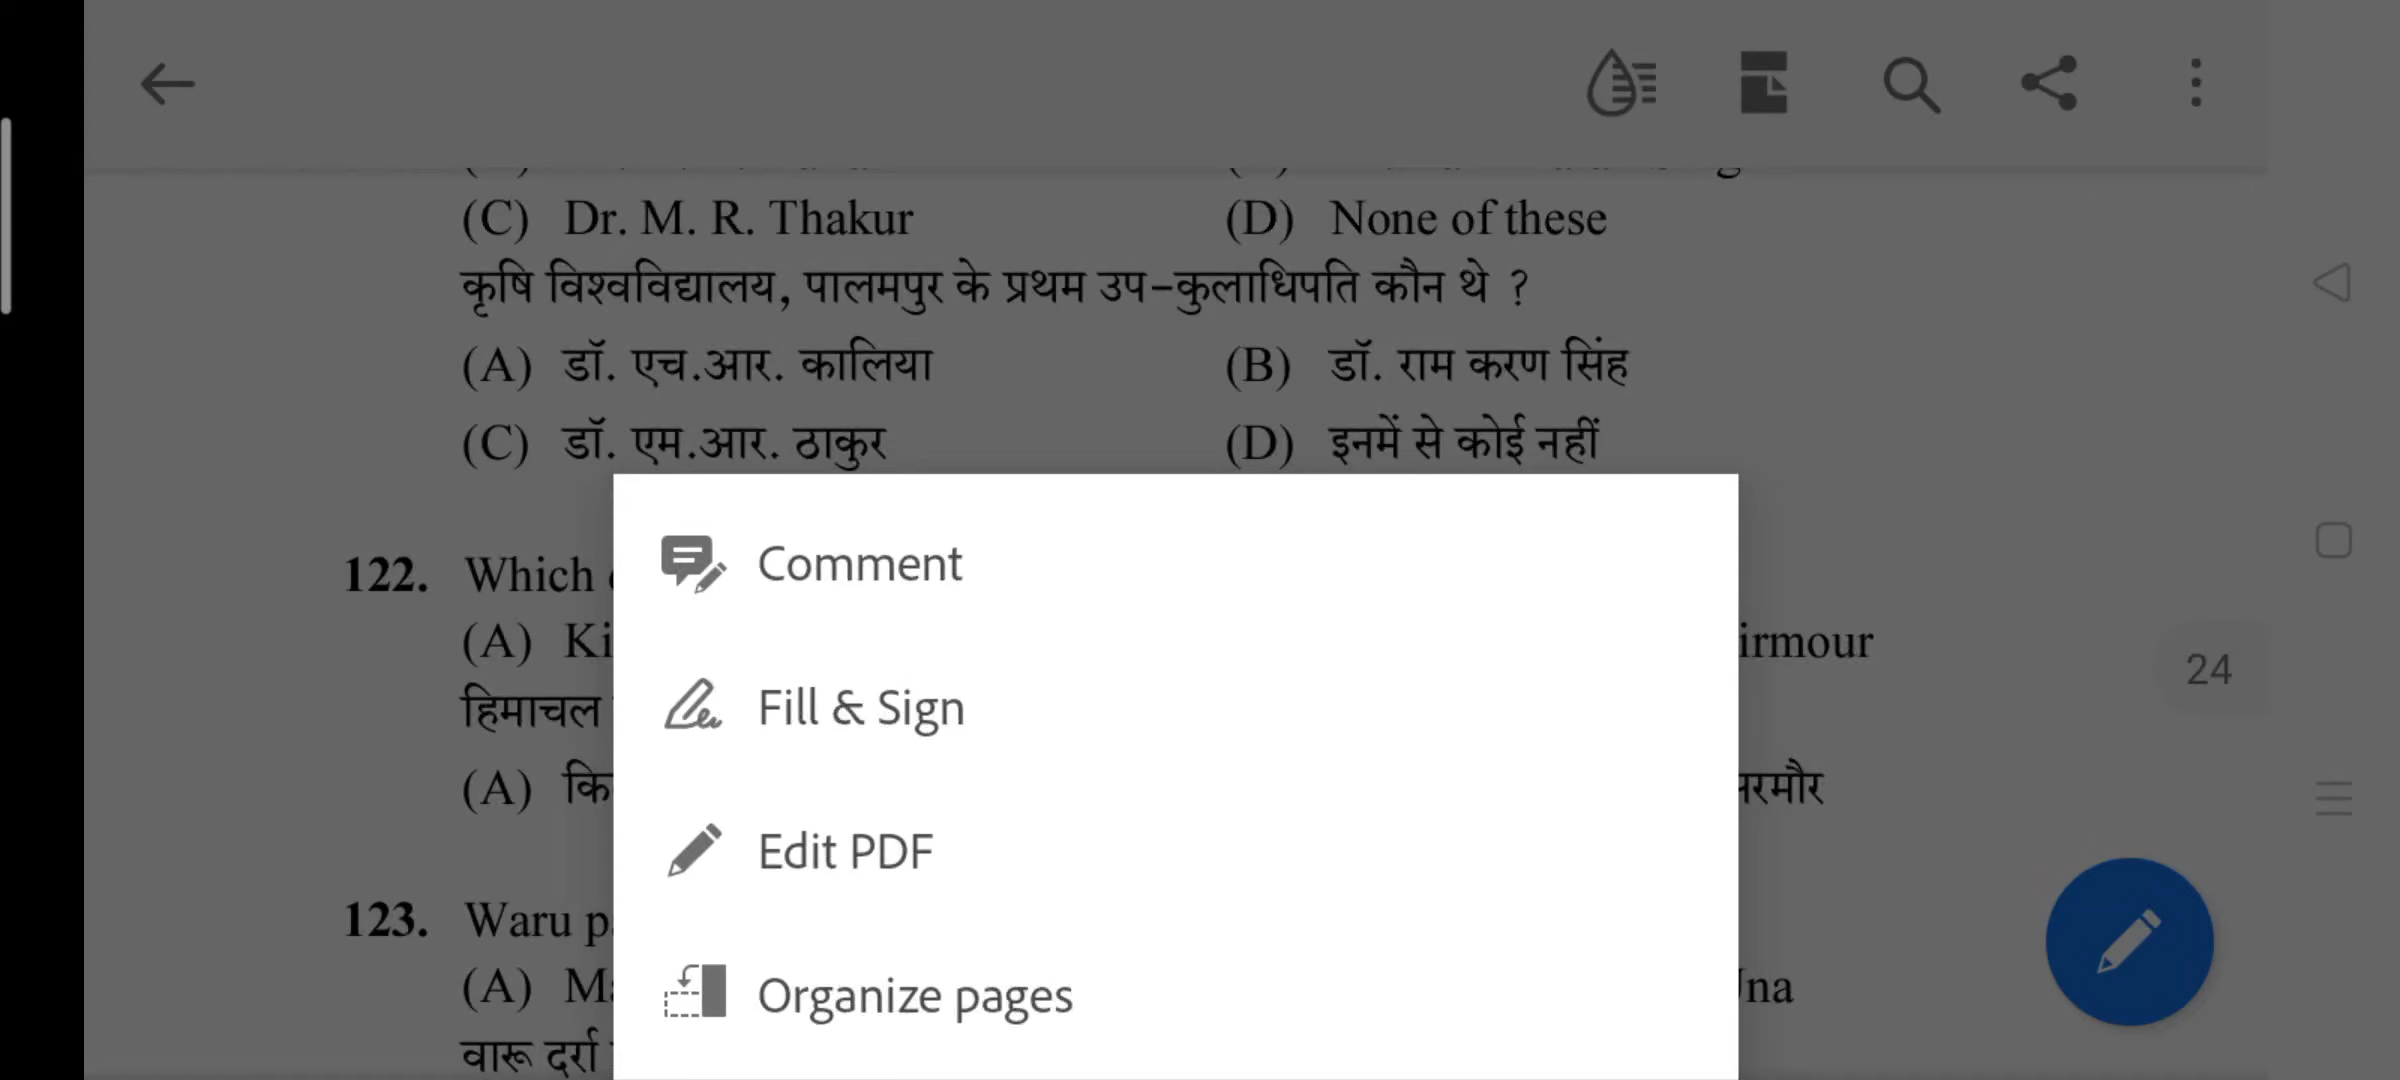 (C) Dr. M. R. Thakur (D) None of these
कृषि विश्वविद्यालय, पालमपुर के प्रथम उप-कुलाधिपति कौन थे ?
(A) डॉ. एच.आर. कालिया (B) डॉ. राम करण सिंह
(C) डॉ. एम.आर. ठाकुर (D) इनमें से कोई नहीं
122. Which
Comment
(A) Ki irmour
24
हिमाचल
Fill & Sign
(A) कि रमौर
Edit PDF
123. Waru p
(A) Ma na
Organize pages
वारू दर्रा